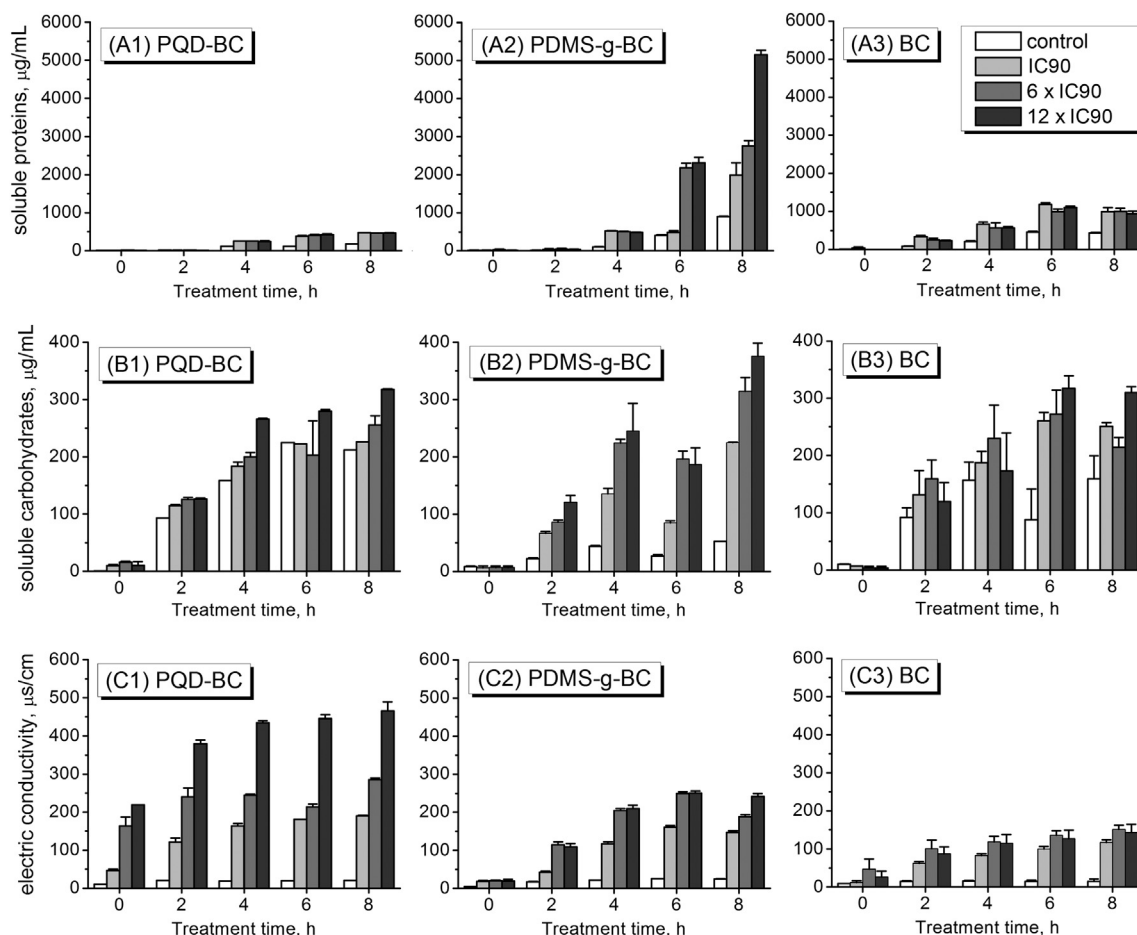 soluble proteins, µg/mL
6000
5000
4000
3000
2000
1000
0
(A1) PQD-BC
0 2 4 6 8
Treatment time, h
6000
5000
4000
3000
2000
1000
0
(A2) PDMS-g-BC
0 2 4 6 8
Treatment time, h
6000
5000
4000
3000
2000
1000
0
(A3) BC
control
IC90
6 x IC90
12 x IC90
0 2 4 6 8
Treatment time, h
soluble carbohydrates, µg/mL
400
300
200
100
0
(B1) PQD-BC
0 2 4 6 8
Treatment time, h
400
300
200
100
0
(B2) PDMS-g-BC
0 2 4 6 8
Treatment time, h
400
300
200
100
0
(B3) BC
0 2 4 6 8
Treatment time, h
electric conductivity, µs/cm
600
500
400
300
200
100
0
(C1) PQD-BC
0 2 4 6 8
Treatment time, h
600
500
400
300
200
100
0
(C2) PDMS-g-BC
0 2 4 6 8
Treatment time, h
600
500
400
300
200
100
0
(C3) BC
0 2 4 6 8
Treatment time, h